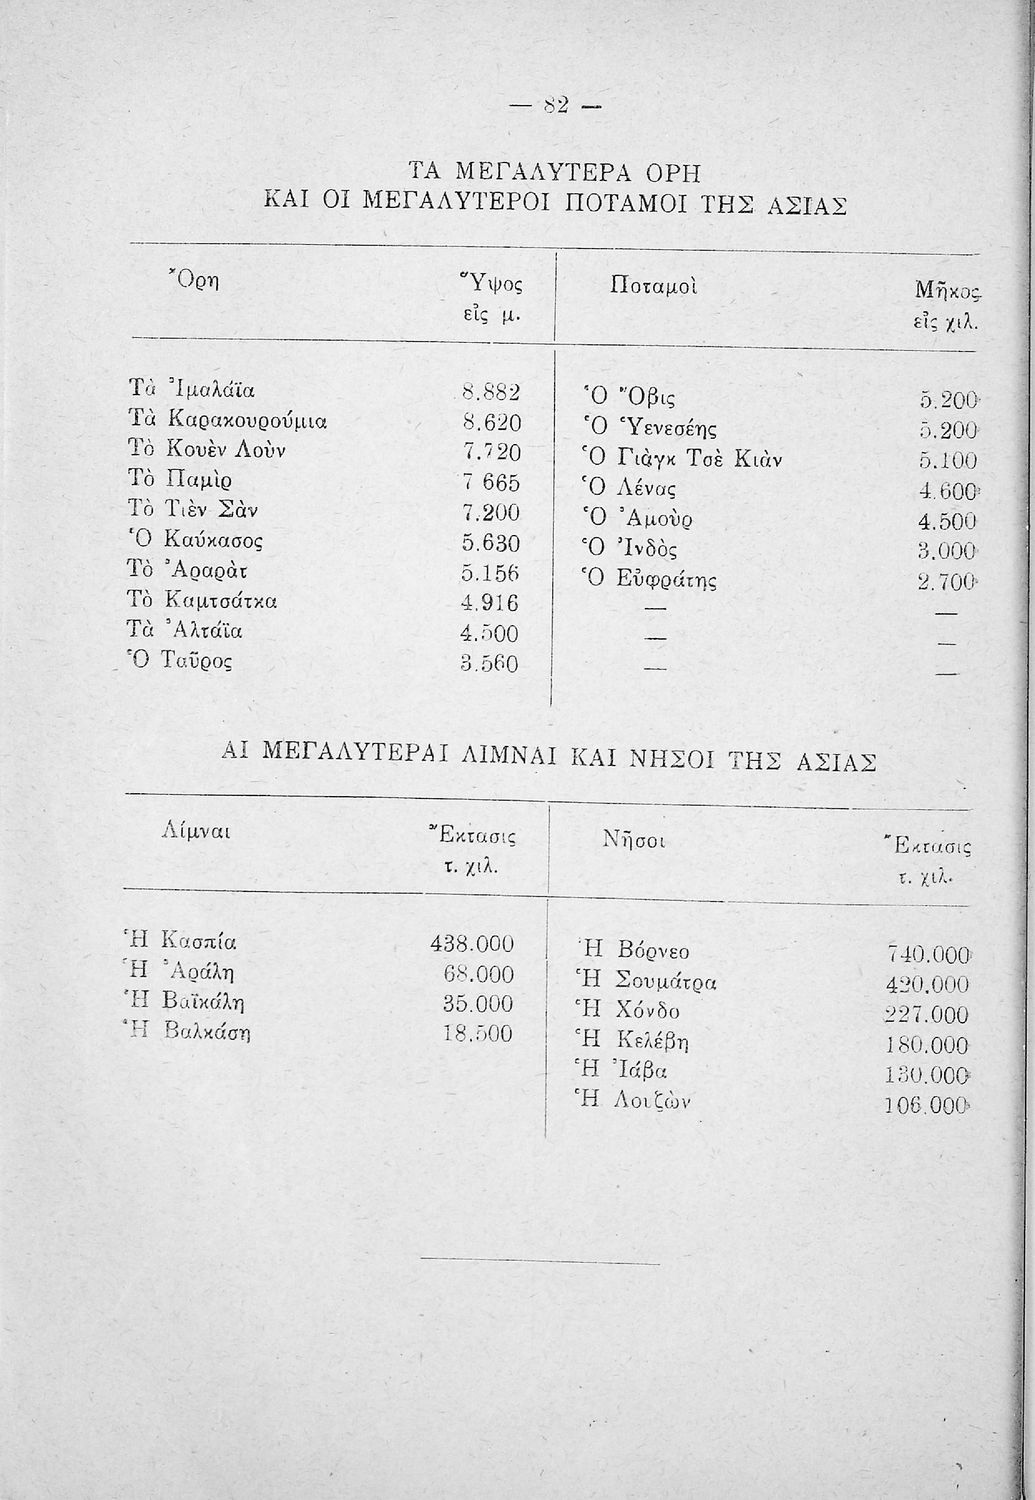 — 82 —
ΤΑ ΜΕΓΑΛΥΤΕΡΑ ΟΡΗ
ΚΑΙ ΟΙ ΜΕΓΑΛΥΤΕΡΟΙ ΠΟΤΑΜΟΙ ΤΗΣ ΑΣΙΑΣ
Ὄρη Ὕψος Ποταμοὶ Μῆκος
εἰς μ. εἰς χιλ.
Τὰ Ἰμαλάϊα 8.882 Ὁ Ὄβις 5.200
Τὰ Καρακουρούμια 8.620 Ὁ Ὑενεσέης 5.200
Τὸ Κουὲν Λοὺν 7.720 Ὁ Γιὰγκ Τσὲ Κιὰν 5.100
Τὸ Παμὶρ 7 665 Ὁ Λένας 4.600
Τὸ Τιὲν Σὰν 7.200 Ὁ Ἀμοὺρ 4.500
Ὁ Καύκασος 5.630 Ὁ Ἰνδὸς 3.000
Τὸ Ἀραρὰτ 5.156 Ὁ Εὐφράτης 2.700
Τὸ Καμτσάτκα 4.916 — —
Τὰ Ἀλτάϊα 4.500 — —
Ὁ Ταῦρος 3.560 — —
ΑΙ ΜΕΓΑΛΥΤΕΡΑΙ ΛΙΜΝΑΙ ΚΑΙ ΝΗΣΟΙ ΤΗΣ ΑΣΙΑΣ
Λίμναι Ἔκτασις Νῆσοι Ἔκτασις
τ. χιλ. τ. χιλ.
Ἡ Κασπία 438.000 Ἡ Βόρνεο 740.000
Ἡ Ἀράλη 68.000 Ἡ Σουμάτρα 420.000
Ἡ Βαϊκάλη 35.000 Ἡ Χόνδο 227.000
Ἡ Βαλκάση 18.500 Ἡ Κελέβη 180.000
Ἡ Ἰάβα 130.000
Ἡ Λουζὼν 106.000